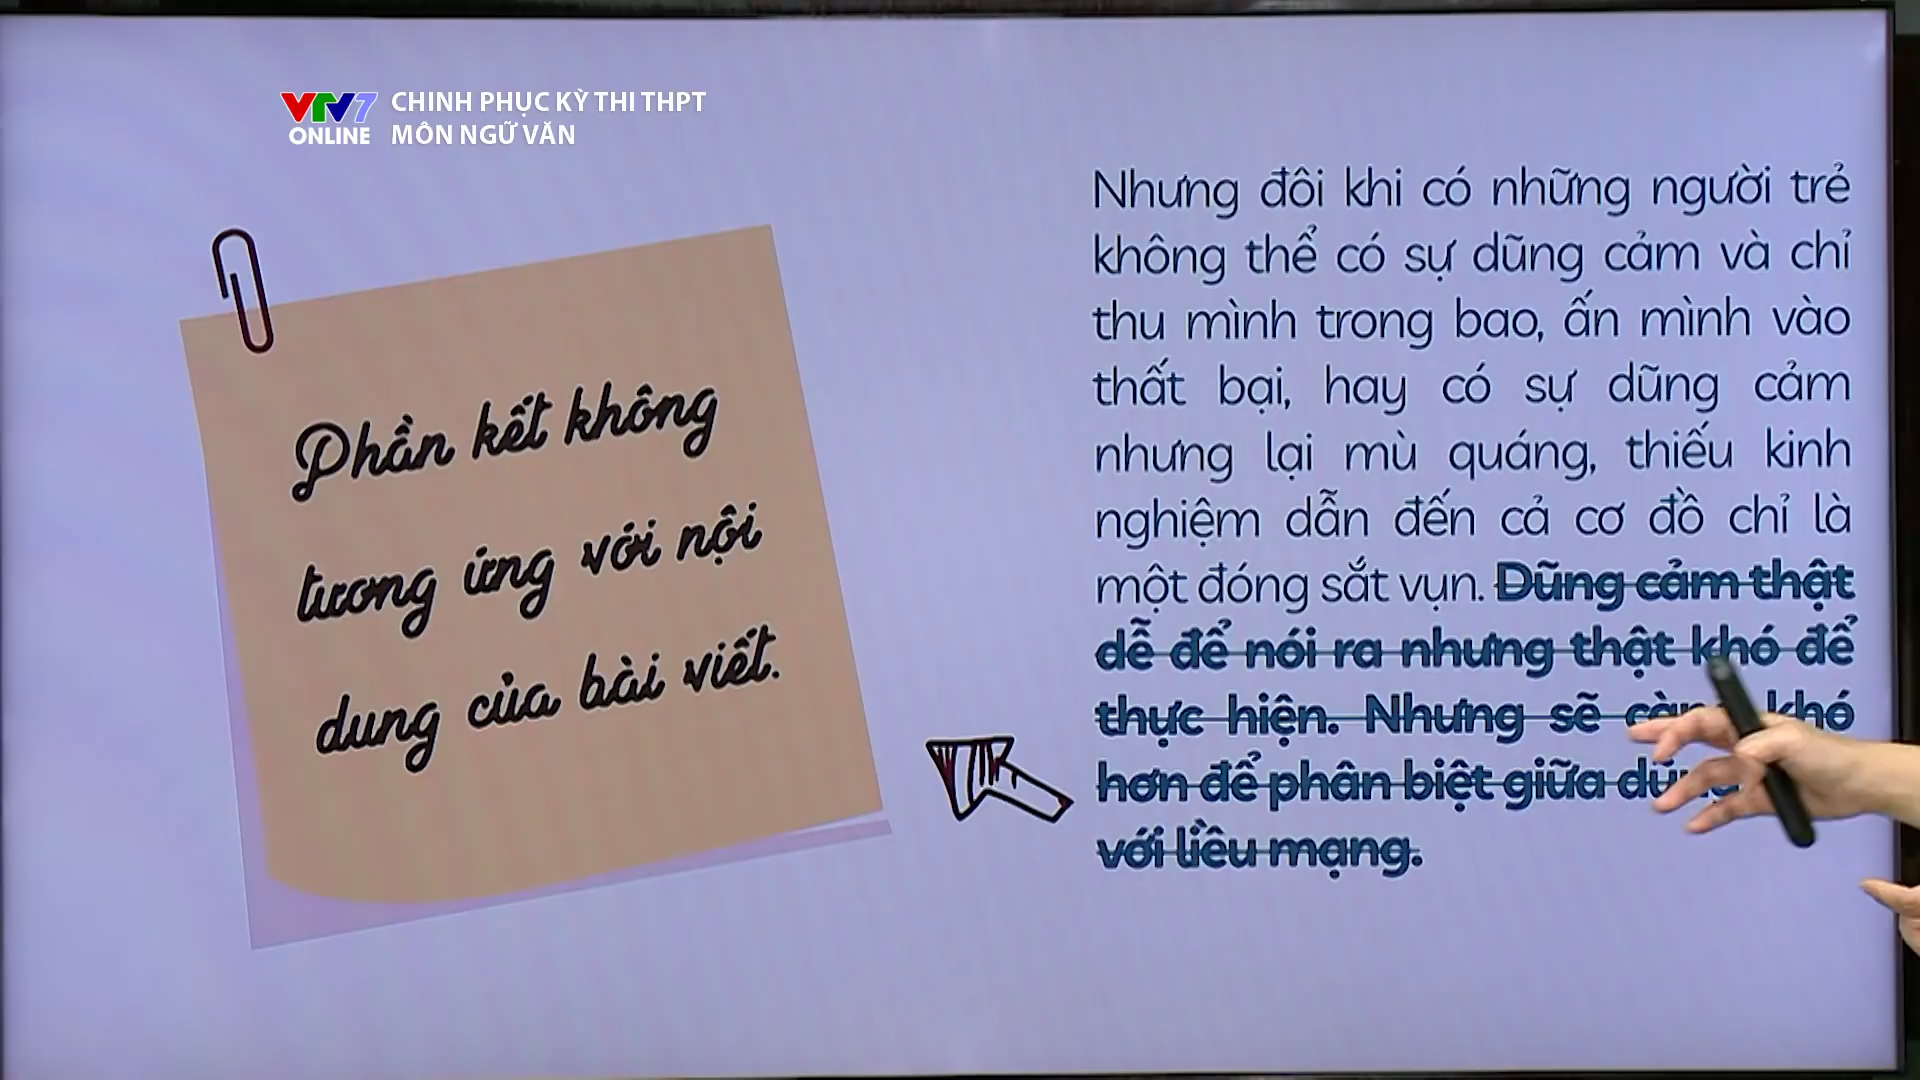 VTV7
ONLINE
CHINH PHỤC KỲ THI THPT
MÔN NGỮ VĂN
Phần kết không
tương ứng với nội
dung của bài viết.
Nhưng đôi khi có những người trẻ
không thể có sự dũng cảm và chỉ
thu mình trong bao, ấn mình vào
thất bại, hay có sự dũng cảm
nhưng lại mù quáng, thiếu kinh
nghiệm dẫn đến cả cơ đồ chỉ là
một đóng sắt vụn. Dũng cảm thật
dễ để nói ra nhưng thật khó để
thực hiện. Nhưng sẽ khó
hơn để phân biệt giữa
với liều mạng.